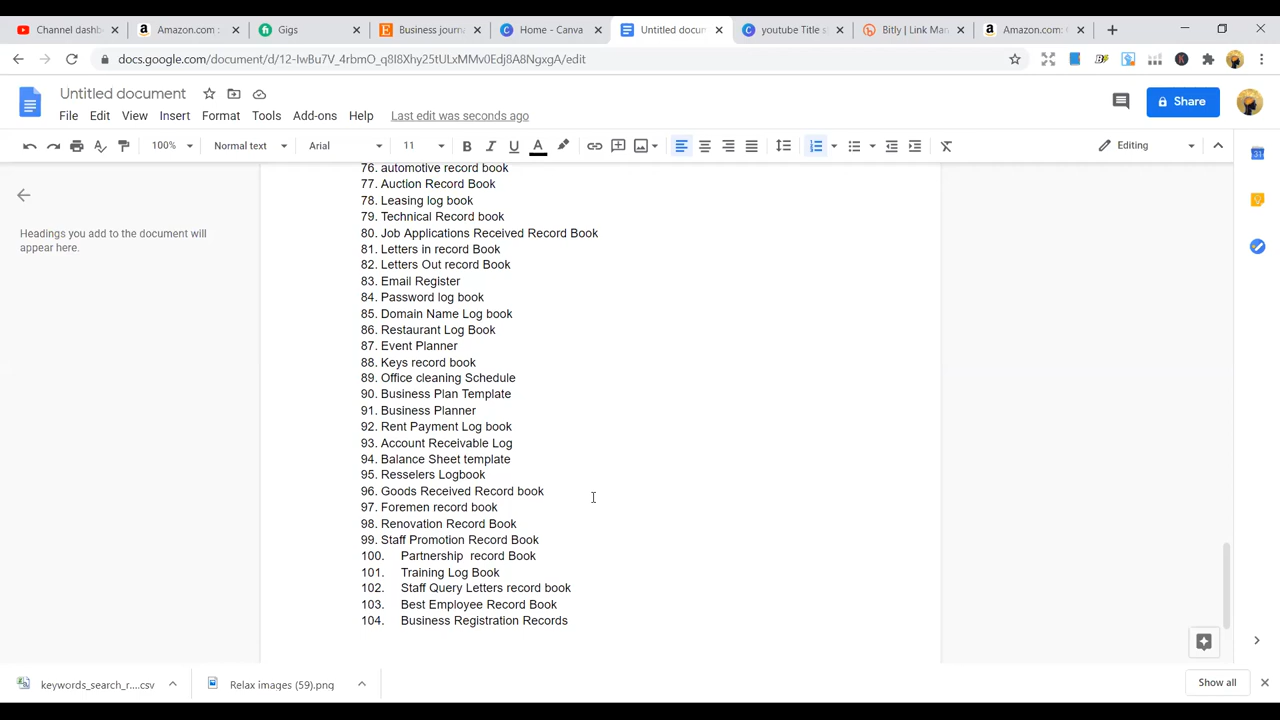 Channel dashb
Amazon.com :
Gigs
Business journa
Home - Canva
Untitled docum
youtube Title s
Bitly | Link Man
Amazon.com:
docs.google.com/document/d/12-IwBu7V_4rbmO_q8I8Xhy25tULxMMv0Edj8A8NgxgA/edit
Untitled document
Share
File Edit View Insert Format Tools Add-ons Help Last edit was seconds ago
100% Normal text Arial 11 Editing
Headings you add to the document will
appear here.
76. automotive record book
77. Auction Record Book
78. Leasing log book
79. Technical Record book
80. Job Applications Received Record Book
81. Letters in record Book
82. Letters Out record Book
83. Email Register
84. Password log book
85. Domain Name Log book
86. Restaurant Log Book
87. Event Planner
88. Keys record book
89. Office cleaning Schedule
90. Business Plan Template
91. Business Planner
92. Rent Payment Log book
93. Account Receivable Log
94. Balance Sheet template
95. Resselers Logbook
96. Goods Received Record book
97. Foremen record book
98. Renovation Record Book
99. Staff Promotion Record Book
100. Partnership  record Book
101. Training Log Book
102. Staff Query Letters record book
103. Best Employee Record Book
104. Business Registration Records
keywords_search_r....csv
Relax images (59).png
Show all